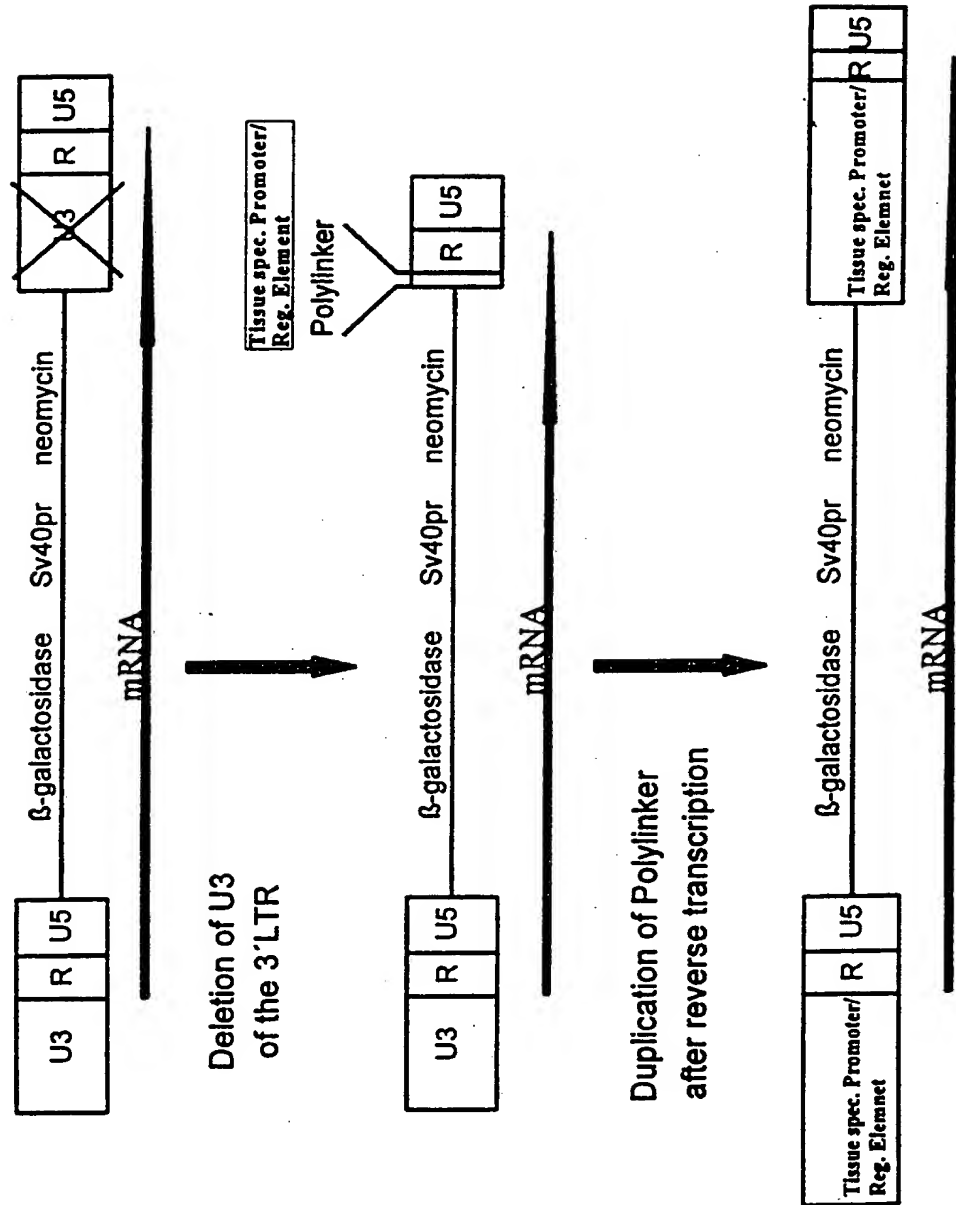 U3 R U5 ß-galactosidase Sv40pr neomycin U3 R U5
mRNA
Deletion of U3
of the 3´LTR
Tissue spec. Promoter/
Reg. Element
Polylinker
U3 R U5 ß-galactosidase Sv40pr neomycin R U5
mRNA
Duplication of Polylinker
after reverse transcription
Tissue spec. Promoter/
Reg. Elemnet
R U5 ß-galactosidase Sv40pr neomycin
Tissue spec. Promoter/
Reg. Elemnet
R U5
mRNA